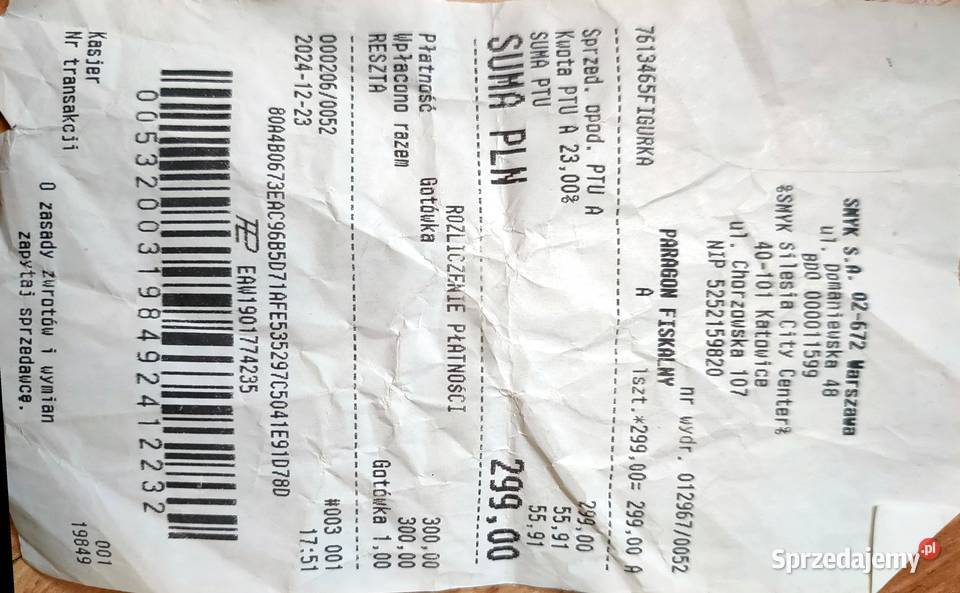 SMYK S.A. 02-672 Warszawa
ul. Domaniewska 48
BDO 000011599
%SMYK Silesia City Center%
40-101 Katowice
ul. Chorzowska 107
NIP 5252159820
nr wydr. 012967/0052
PARAGON FISKALNY
7613465FIGURKA A 1szt.*299,00= 299,00 A
Sprzed. opod. PTU A 299,00
Kwota PTU A 23,00% 55,91
SUMA PTU 55,91
SUMA PLN 299,00
ROZLICZENIE PŁATNOŚCI
Płatność Gotówka 300,00
Wpłacono razem 300,00
RESZTA Gotówka 1,00
000206/0052 #003 001
2024-12-23 17:51
80A4B0673EAC96B5D71AFE535297C5041E91D78D
EAW1901774235
0053200319849241223 2
Kasjer 001
Nr transakcji 19849
O zasady zwrotów i wymian
zapytaj sprzedawcę.
Sprzedajemy.pl